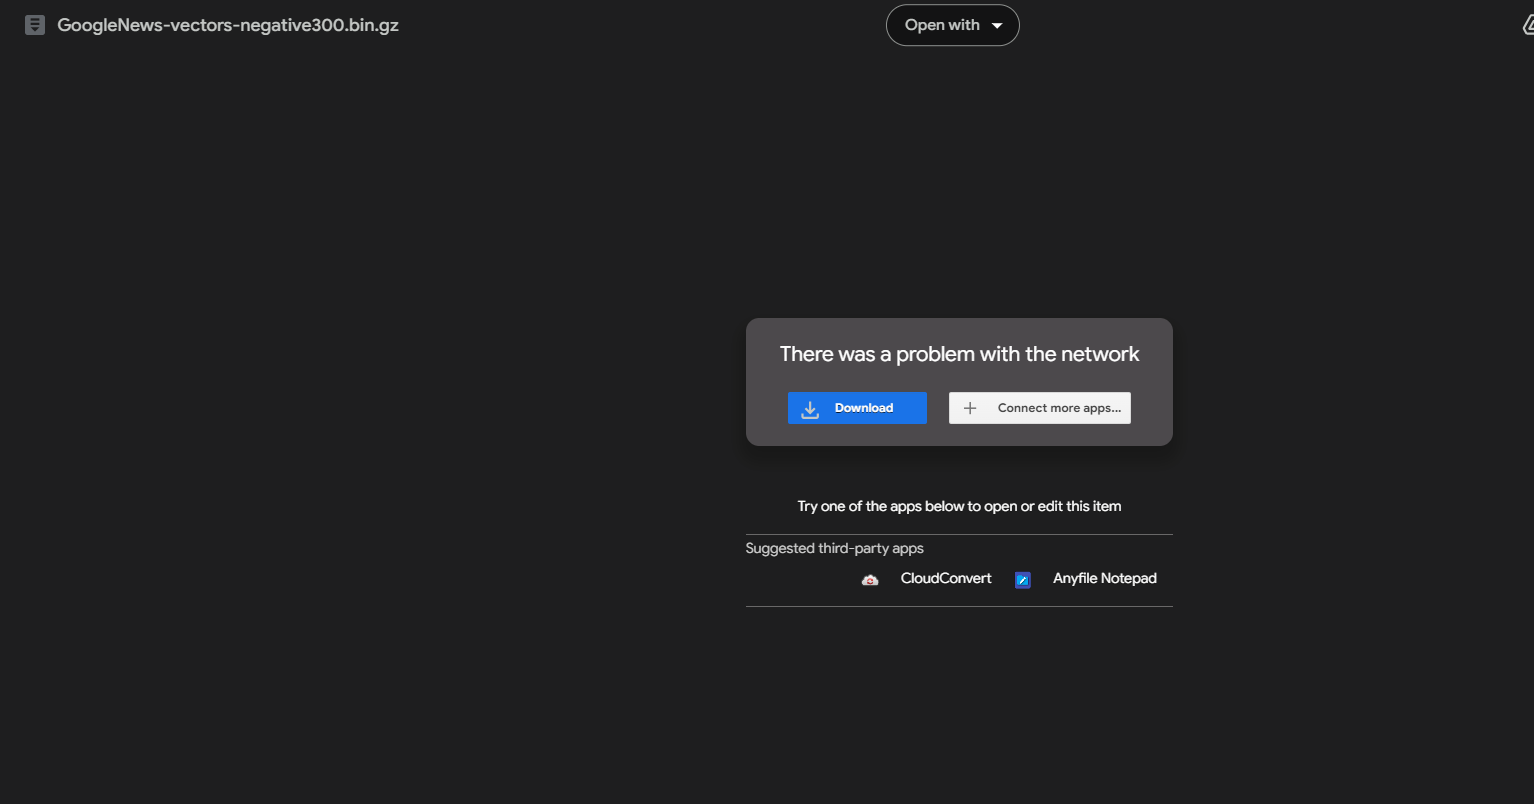 GoogleNews-vectors-negative300.bin.gz
Open with
There was a problem with the network
Download
Connect more apps...
Try one of the apps below to open or edit this item
Suggested third-party apps
CloudConvert
Anyfile Notepad